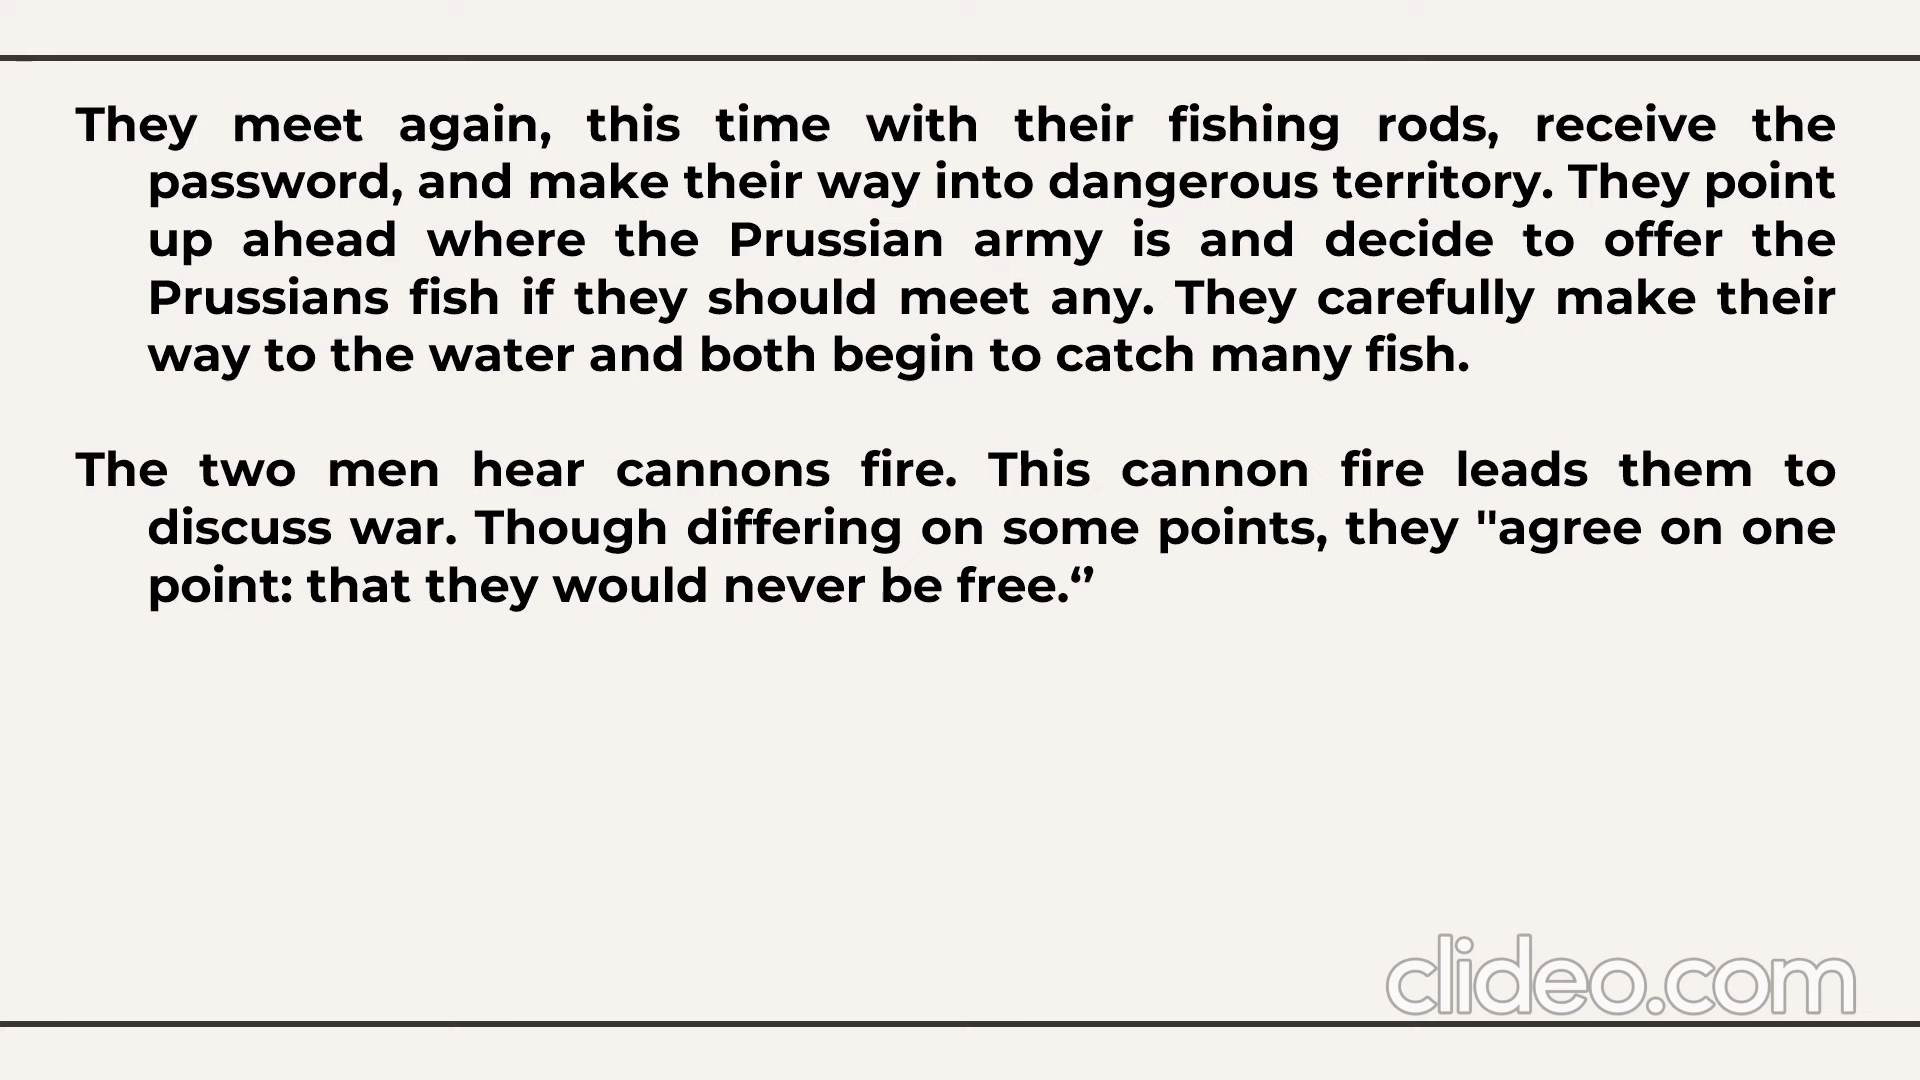 They meet again, this time with their fishing rods, receive the
password, and make their way into dangerous territory. They point
up ahead where the Prussian army is and decide to offer the
Prussians fish if they should meet any. They carefully make their
way to the water and both begin to catch many fish.
The two men hear cannons fire. This cannon fire leads them to
discuss war. Though differing on some points, they "agree on one
point: that they would never be free.‘’
clideo.com